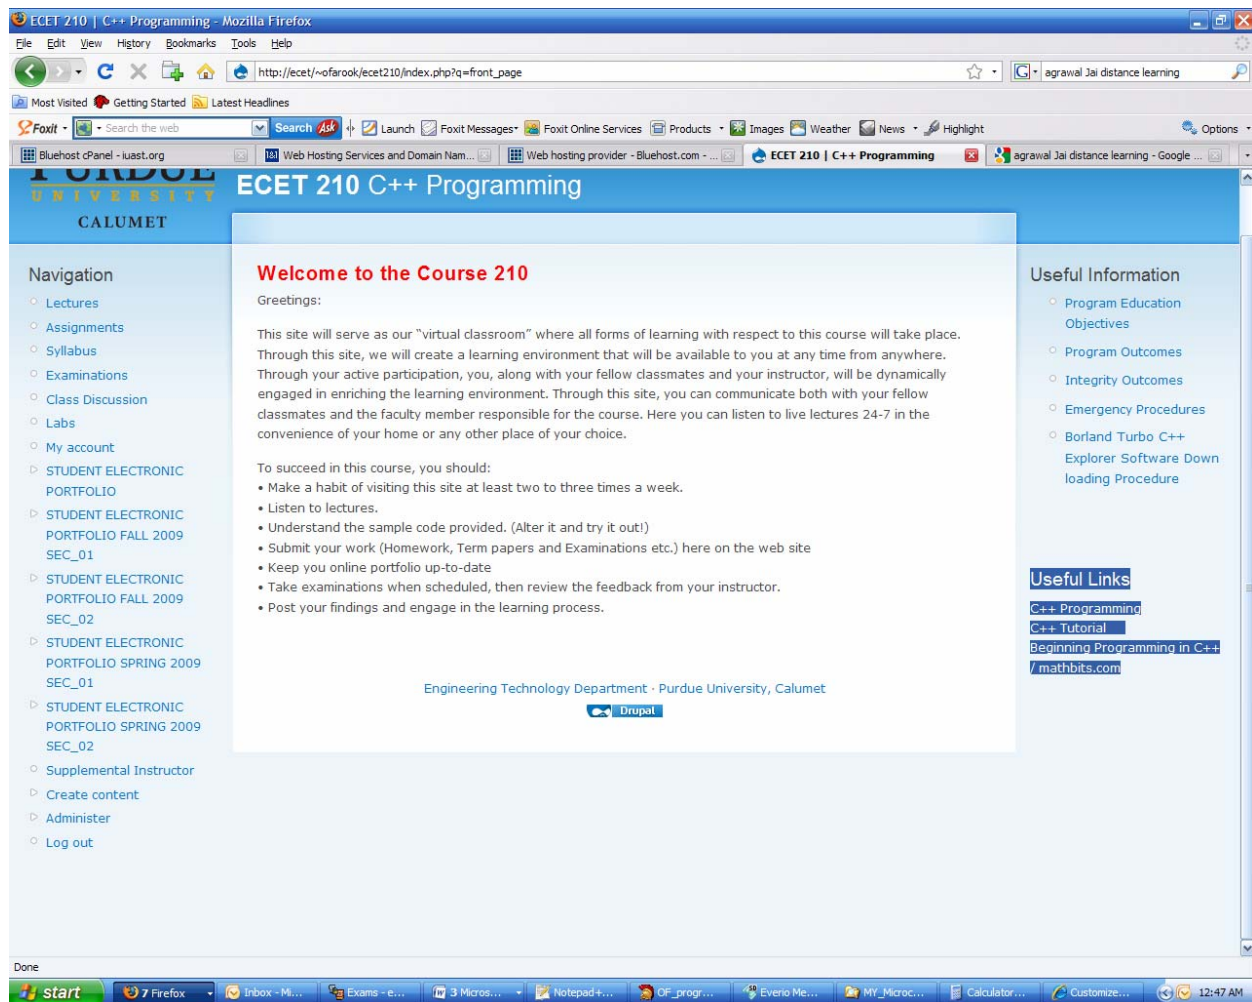 ECET 210 | C++ Programming - Mozilla Firefox
File Edit View History Bookmarks Tools Help
http://ecet/~ofarook/ecet210/index.php?q=front_page
agrawal Jai distance learning
Most Visited Getting Started Latest Headlines
Foxit Search the web Search Ask Launch Foxit Messages Foxit Online Services Products Images Weather News Highlight Options
Bluehost cPanel - iuast.org
Web Hosting Services and Domain Nam...
Web hosting provider - Bluehost.com - ...
ECET 210 | C++ Programming
agrawal Jai distance learning - Google ...
PURDUE
UNIVERSITY
CALUMET
ECET 210 C++ Programming
Navigation
Lectures
Assignments
Syllabus
Examinations
Class Discussion
Labs
My account
STUDENT ELECTRONIC
PORTFOLIO
STUDENT ELECTRONIC
PORTFOLIO FALL 2009
SEC_01
STUDENT ELECTRONIC
PORTFOLIO FALL 2009
SEC_02
STUDENT ELECTRONIC
PORTFOLIO SPRING 2009
SEC_01
STUDENT ELECTRONIC
PORTFOLIO SPRING 2009
SEC_02
Supplemental Instructor
Create content
Administer
Log out
Welcome to the Course 210
Greetings:
This site will serve as our “virtual classroom” where all forms of learning with respect to this course will take place.
Through this site, we will create a learning environment that will be available to you at any time from anywhere.
Through your active participation, you, along with your fellow classmates and your instructor, will be dynamically
engaged in enriching the learning environment. Through this site, you can communicate both with your fellow
classmates and the faculty member responsible for the course. Here you can listen to live lectures 24-7 in the
convenience of your home or any other place of your choice.
To succeed in this course, you should:
• Make a habit of visiting this site at least two to three times a week.
• Listen to lectures.
• Understand the sample code provided. (Alter it and try it out!)
• Submit your work (Homework, Term papers and Examinations etc.) here on the web site
• Keep you online portfolio up-to-date
• Take examinations when scheduled, then review the feedback from your instructor.
• Post your findings and engage in the learning process.
Engineering Technology Department · Purdue University, Calumet
Drupal
Useful Information
Program Education
Objectives
Program Outcomes
Integrity Outcomes
Emergency Procedures
Borland Turbo C++
Explorer Software Down
loading Procedure
Useful Links
C++ Programming
C++ Tutorial
Beginning Programming in C++
/ mathbits.com
Done
start 7 Firefox Inbox - Mi... Exams - e... 3 Micros... Notepad+... OF_progr... Everio Me... MY_Microc... Calculator... Customize... 12:47 AM